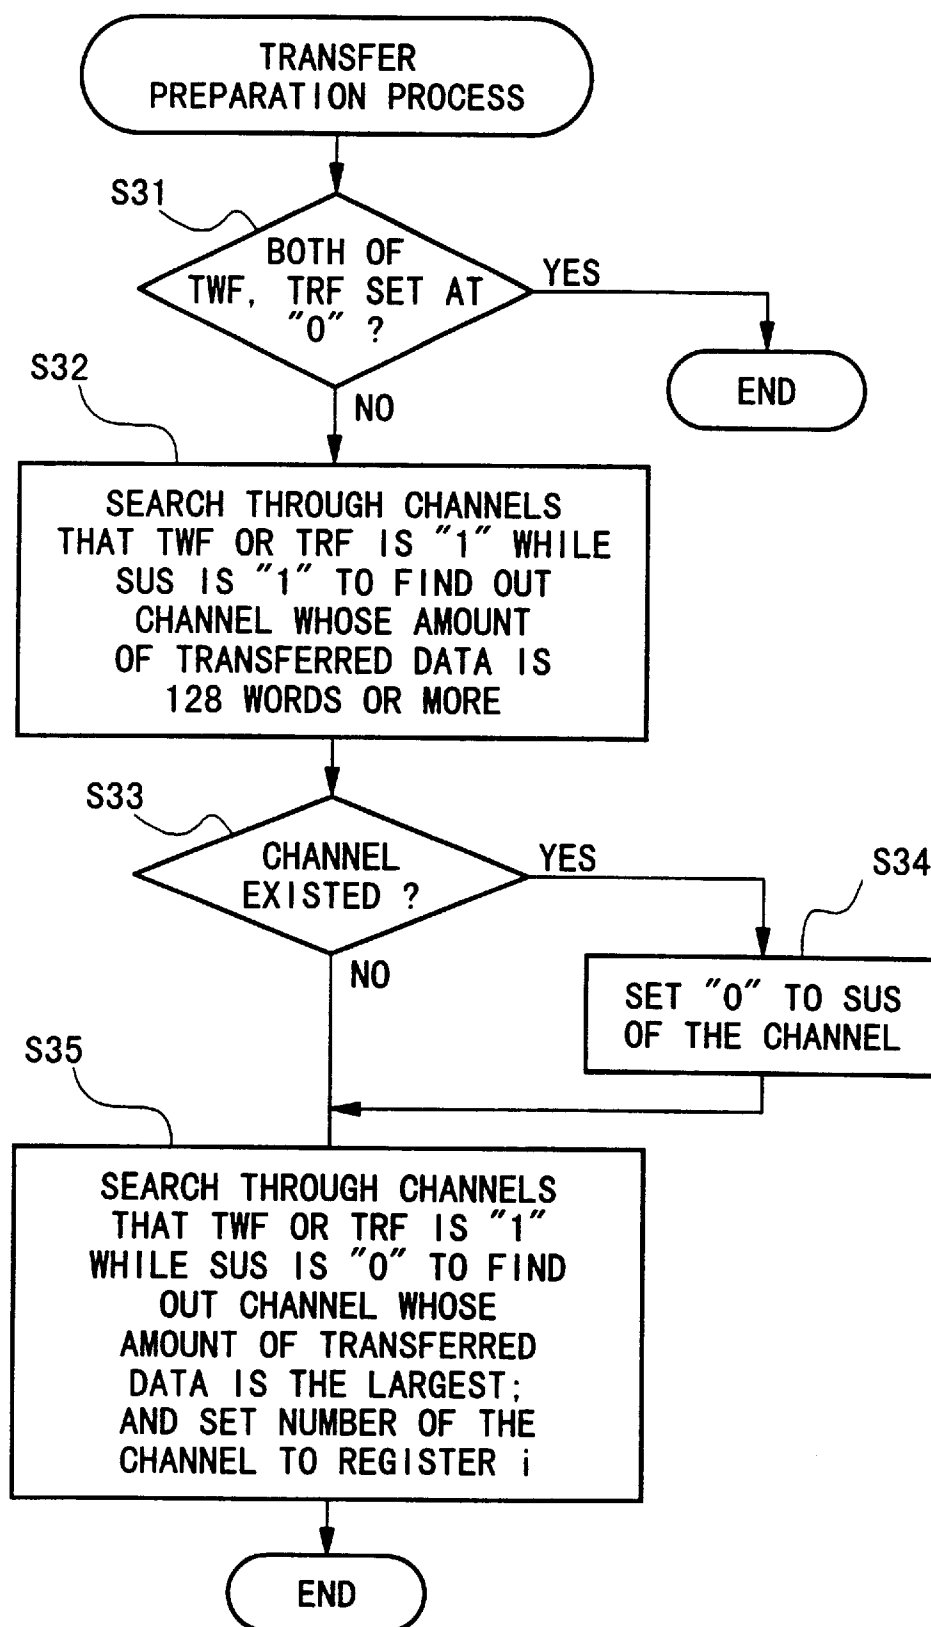 TRANSFER
PREPARATION PROCESS
S31
BOTH OF
TWF, TRF SET AT
"0" ?
YES
END
NO
S32
SEARCH THROUGH CHANNELS
THAT TWF OR TRF IS "1" WHILE
SUS IS "1" TO FIND OUT
CHANNEL WHOSE AMOUNT
OF TRANSFERRED DATA IS
128 WORDS OR MORE
S33
CHANNEL
EXISTED ?
YES
S34
NO
SET "0" TO SUS
OF THE CHANNEL
S35
SEARCH THROUGH CHANNELS
THAT TWF OR TRF IS "1"
WHILE SUS IS "0" TO FIND
OUT CHANNEL WHOSE
AMOUNT OF TRANSFERRED
DATA IS THE LARGEST;
AND SET NUMBER OF THE
CHANNEL TO REGISTER i
END